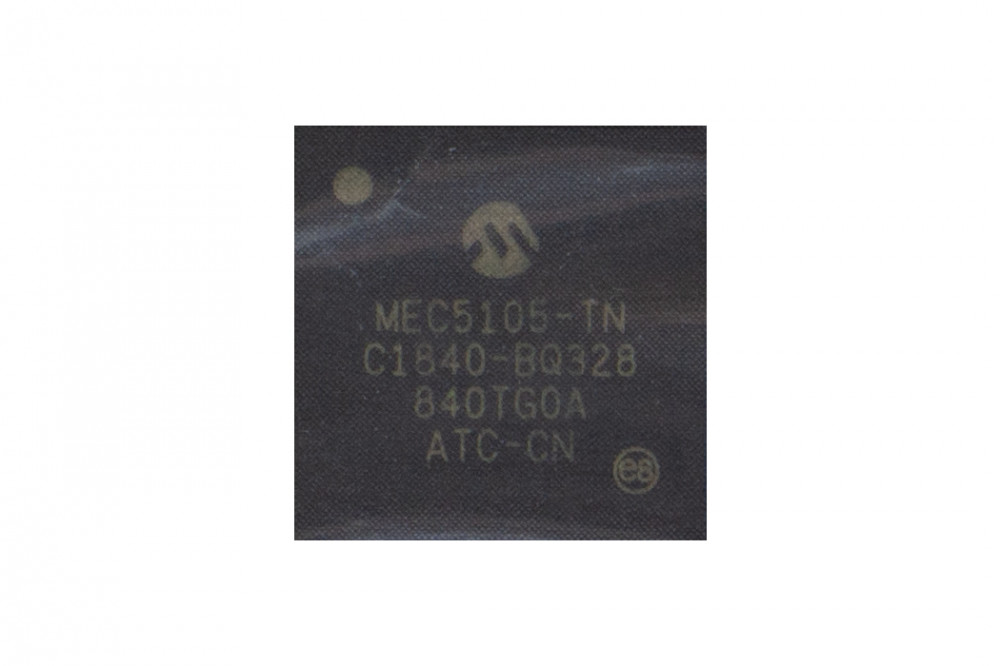 MEC5105-TN
C1840-BQ328
840TG0A
ATC-CN
e8